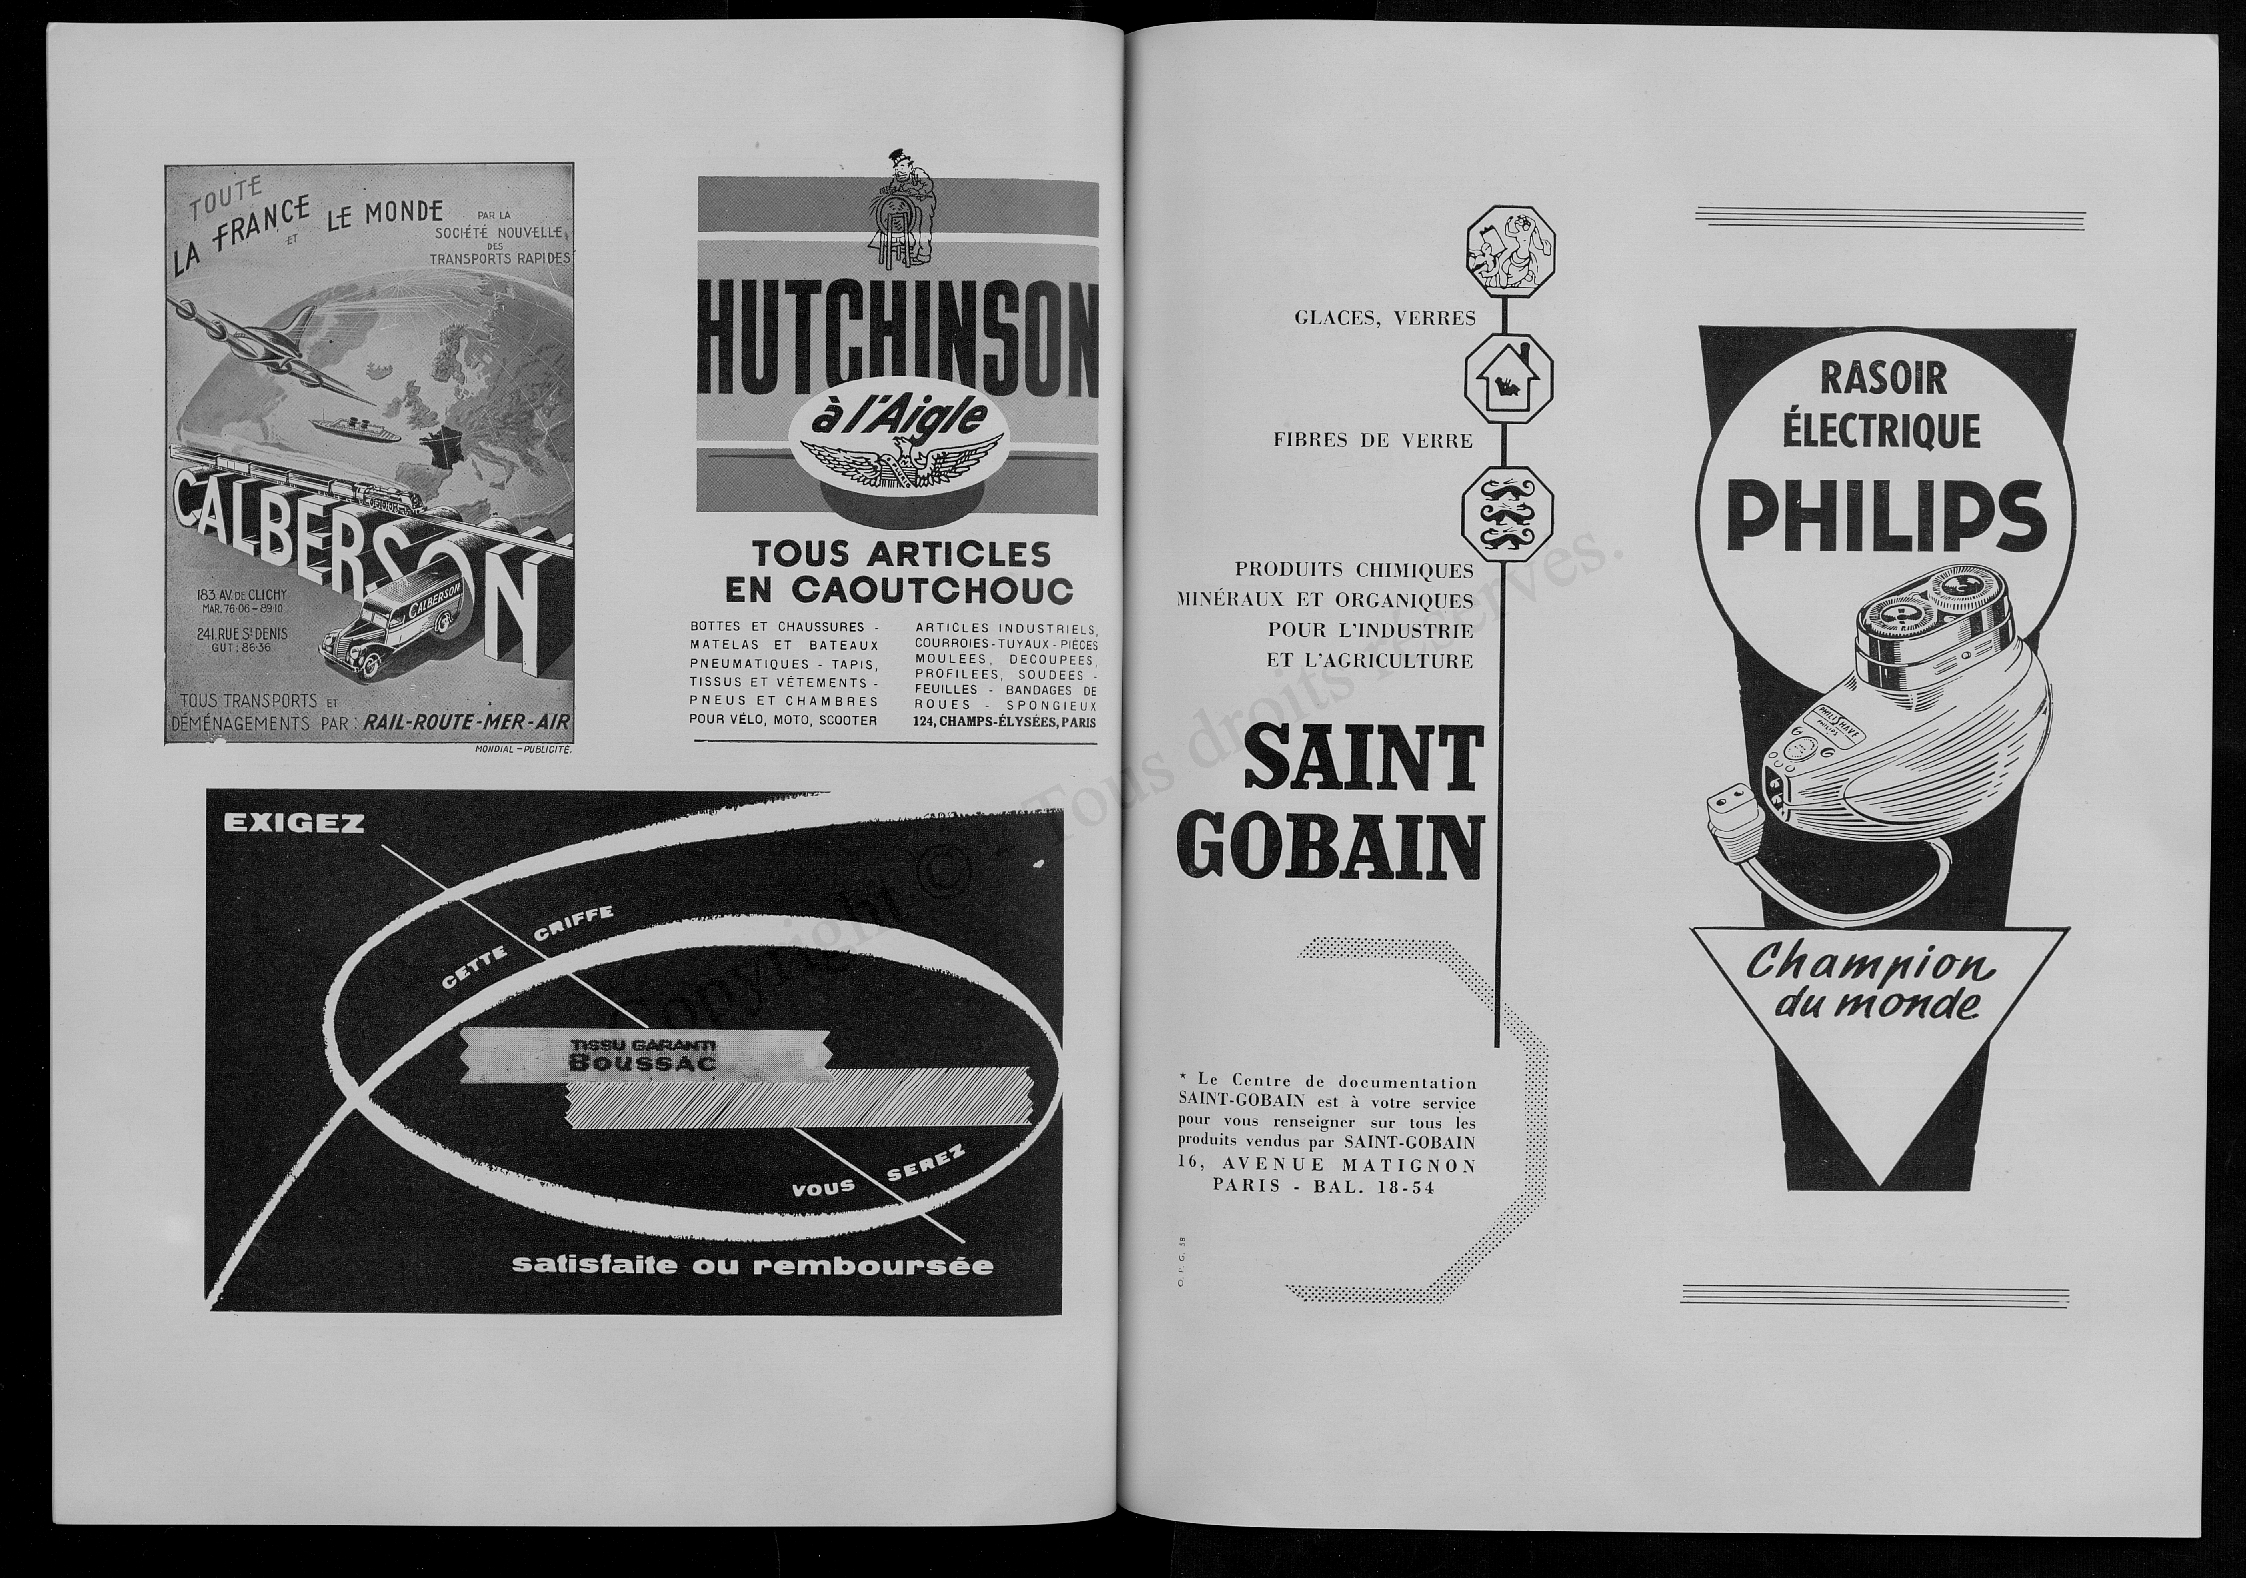 TOUTE
LA FRANCE
ET
LE MONDE
PAR LA
SOCIÉTÉ NOUVELLE
DES
TRANSPORTS RAPIDES
CALBERSON
183 AV. DE CLICHY
MAR. 76-06 - 89-10
241, RUE ST DENIS
GUT : 86-36
CALBERSON
TOUS TRANSPORTS ET
DÉMÉNAGEMENTS PAR : RAIL-ROUTE-MER-AIR
MONDIAL-PUBLICITÉ.
HUTCHINSON
à l'Aigle
TOUS ARTICLES
EN CAOUTCHOUC
BOTTES ET CHAUSSURES -
MATELAS ET BATEAUX
PNEUMATIQUES - TAPIS,
TISSUS ET VÊTEMENTS -
PNEUS ET CHAMBRES
POUR VÉLO, MOTO, SCOOTER
ARTICLES INDUSTRIELS,
COURROIES-TUYAUX-PIÈCES
MOULEES, DECOUPEES,
PROFILEES, SOUDEES -
FEUILLES - BANDAGES DE
ROUES - SPONGIEUX
124, CHAMPS-ÉLYSÉES, PARIS
EXIGEZ
CETTE GRIFFE
TISSU GARANTI
BOUSSAC
VOUS SEREZ
satisfaite ou remboursée
GLACES, VERRES
FIBRES DE VERRE
PRODUITS CHIMIQUES
MINÉRAUX ET ORGANIQUES
POUR L'INDUSTRIE
ET L'AGRICULTURE
SAINT
GOBAIN
* Le Centre de documentation
SAINT-GOBAIN est à votre service
pour vous renseigner sur tous les
produits vendus par SAINT-GOBAIN
16, AVENUE MATIGNON
PARIS - BAL. 18-54
RASOIR
ÉLECTRIQUE
PHILIPS
PHILISHAVE
PHILIPS
Champion
du monde
Copyright © Tous droits réservés.